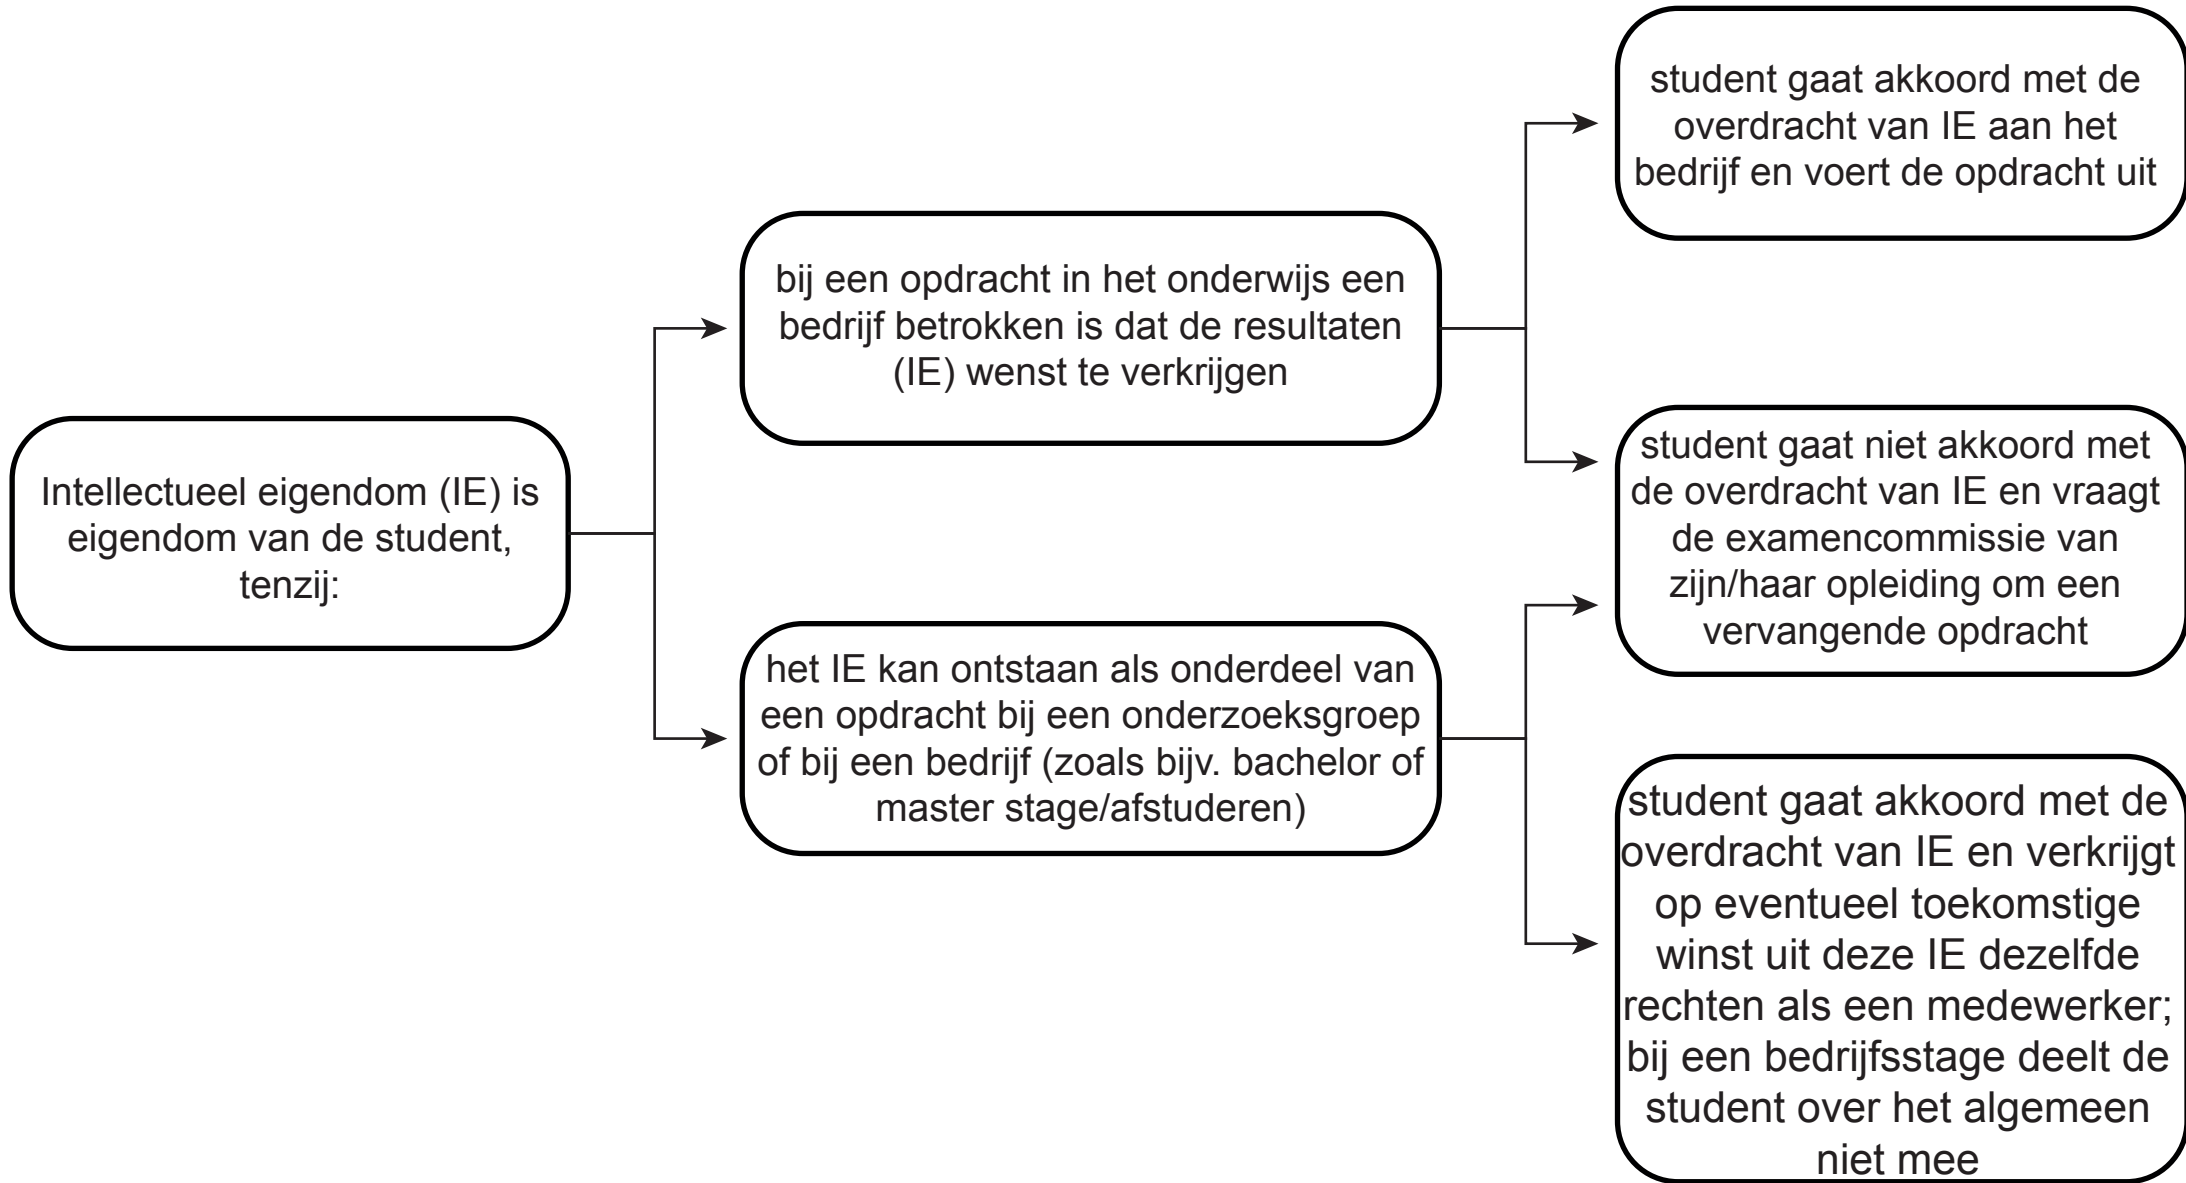 Intellectueel eigendom (IE) is
eigendom van de student,
tenzij:
bij een opdracht in het onderwijs een
bedrijf betrokken is dat de resultaten
(IE) wenst te verkrijgen
het IE kan ontstaan als onderdeel van
een opdracht bij een onderzoeksgroep
of bij een bedrijf (zoals bijv. bachelor of
master stage/afstuderen)
student gaat akkoord met de
overdracht van IE aan het
bedrijf en voert de opdracht uit
student gaat niet akkoord met
de overdracht van IE en vraagt
de examencommissie van
zijn/haar opleiding om een
vervangende opdracht
student gaat akkoord met de
overdracht van IE en verkrijgt
op eventueel toekomstige
winst uit deze IE dezelfde
rechten als een medewerker;
bij een bedrijfsstage deelt de
student over het algemeen
niet mee